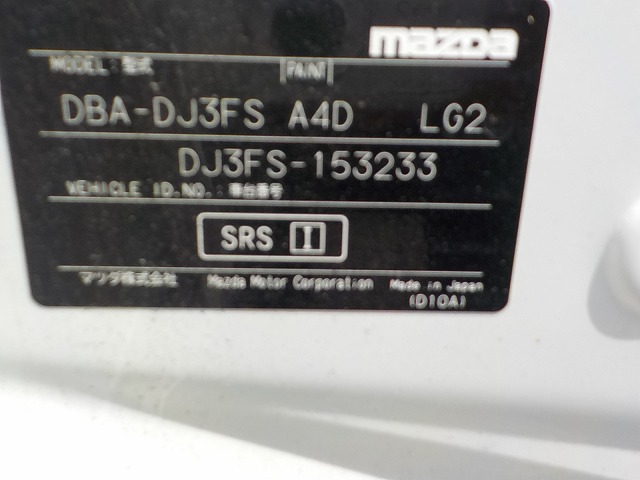 mazda
MODEL : 型式 PAINT
DBA-DJ3FS A4D LG2
DJ3FS-153233
VEHICLE ID.NO. : 車台番号
SRS I
マツダ株式会社 Mazda Motor Corporation Made in Japan
(D10A)